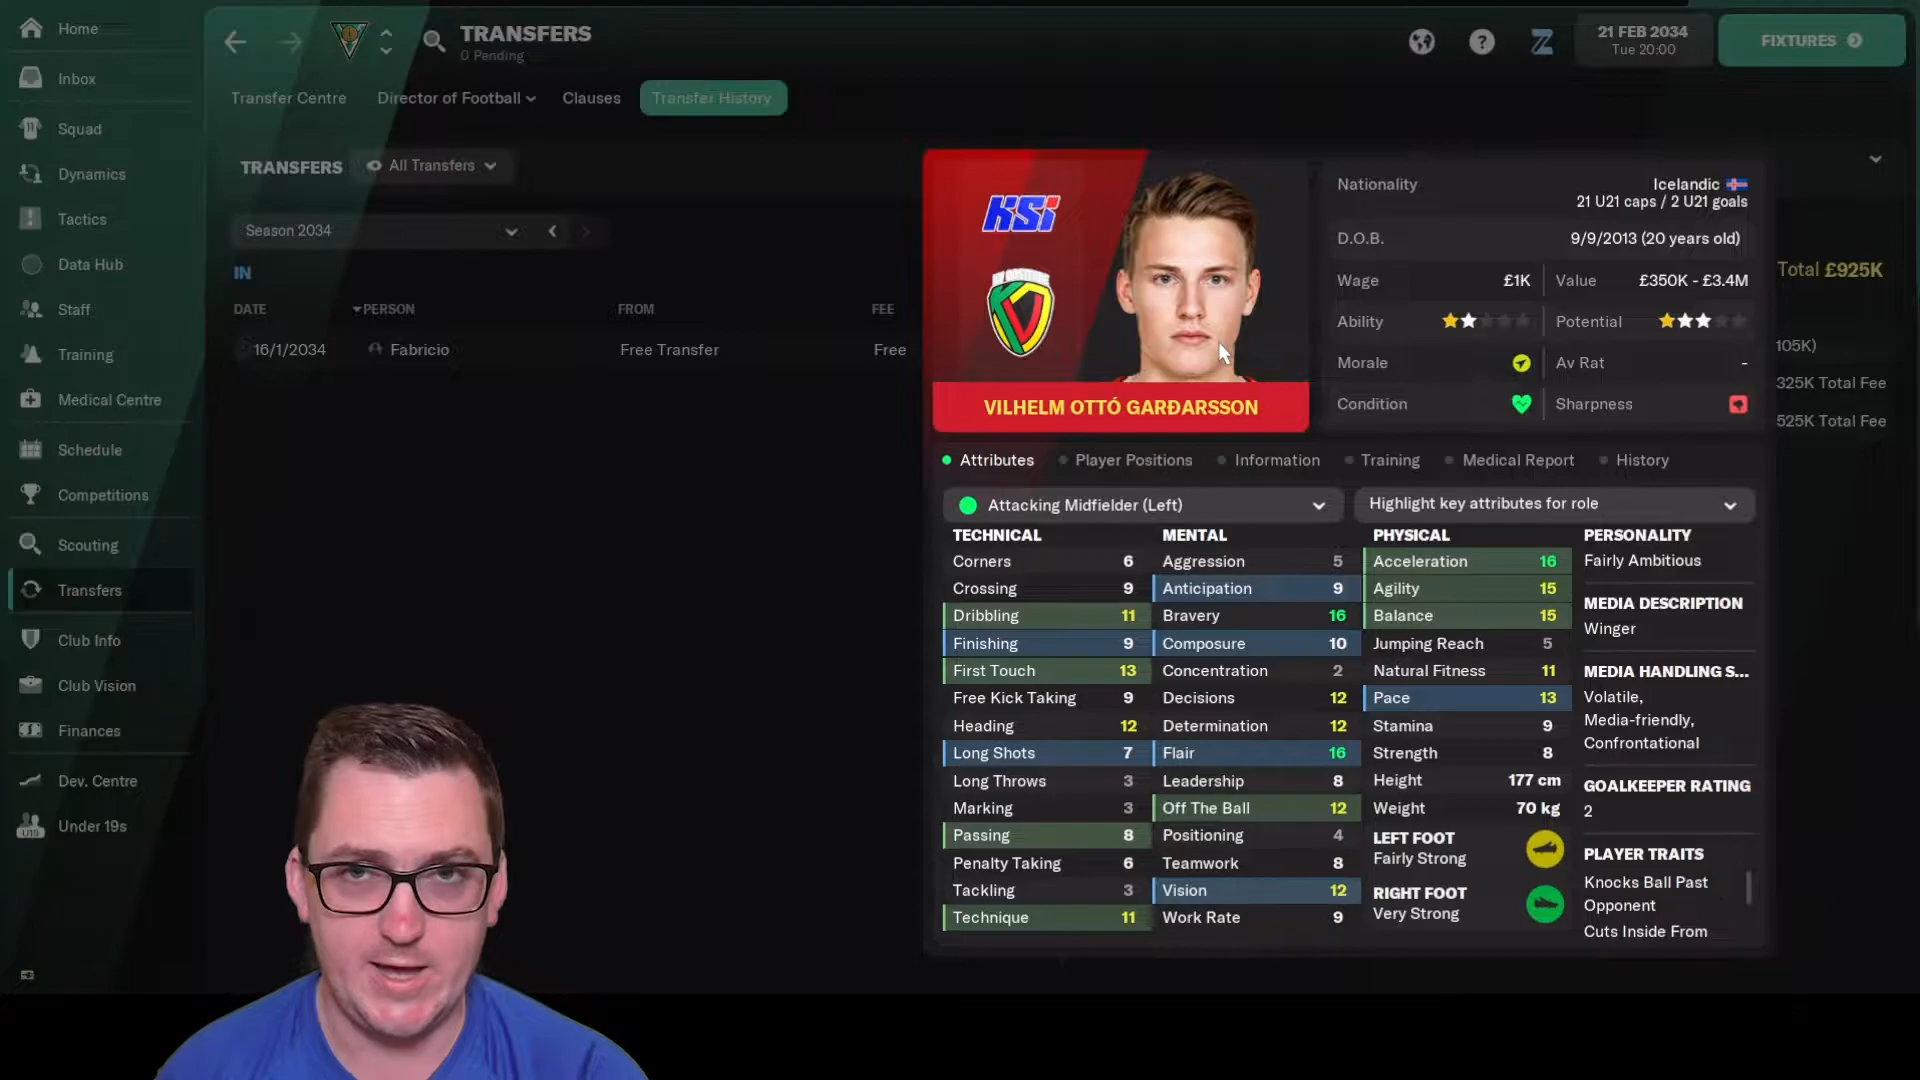 Home
Inbox
Squad
Dynamics
Tactics
Data Hub
Staff
Training
Medical Centre
Schedule
Competitions
Scouting
Transfers
Club Info
Club Vision
Finances
Dev. Centre
Under 19s
TRANSFERS
0 Pending
21 FEB 2034
Tue 20:00
FIXTURES
Transfer Centre
Director of Football
Clauses
Transfer History
TRANSFERS
All Transfers
Season 2034
IN
DATE PERSON FROM FEE
16/1/2034 Fabricio Free Transfer Free
Total £925K
105K)
325K Total Fee
525K Total Fee
KSí
VILHELM OTTÓ GARÐARSSON
Nationality Icelandic
21 U21 caps / 2 U21 goals
D.O.B. 9/9/2013 (20 years old)
Wage £1K Value £350K - £3.4M
Ability Potential
Morale Av Rat -
Condition Sharpness
Attributes Player Positions Information Training Medical Report History
Attacking Midfielder (Left)
Highlight key attributes for role
TECHNICAL
Corners 6
Crossing 9
Dribbling 11
Finishing 9
First Touch 13
Free Kick Taking 9
Heading 12
Long Shots 7
Long Throws 3
Marking 3
Passing 8
Penalty Taking 6
Tackling 3
Technique 11
MENTAL
Aggression 5
Anticipation 9
Bravery 16
Composure 10
Concentration 2
Decisions 12
Determination 12
Flair 16
Leadership 8
Off The Ball 12
Positioning 4
Teamwork 8
Vision 12
Work Rate 9
PHYSICAL
Acceleration 16
Agility 15
Balance 15
Jumping Reach 5
Natural Fitness 11
Pace 13
Stamina 9
Strength 8
Height 177 cm
Weight 70 kg
LEFT FOOT
Fairly Strong
RIGHT FOOT
Very Strong
PERSONALITY
Fairly Ambitious
MEDIA DESCRIPTION
Winger
MEDIA HANDLING S...
Volatile,
Media-friendly,
Confrontational
GOALKEEPER RATING
2
PLAYER TRAITS
Knocks Ball Past
Opponent
Cuts Inside From